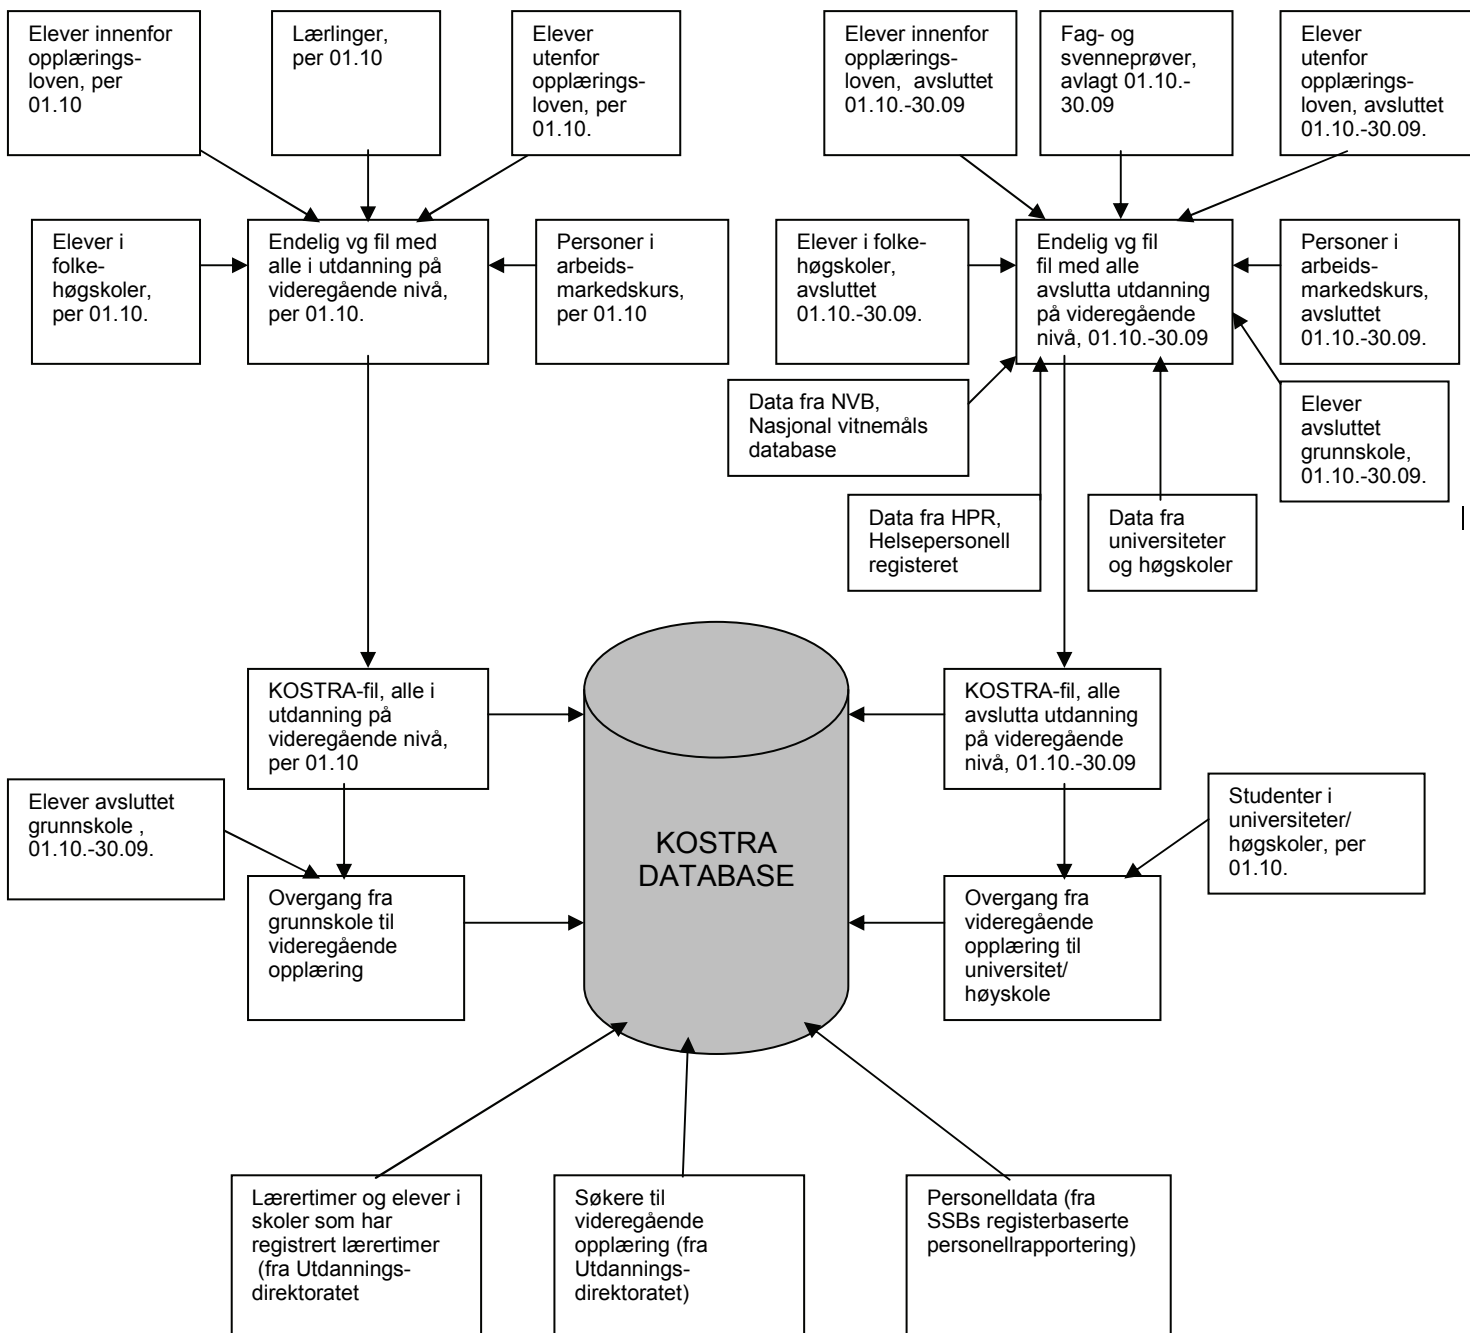 Elever innenfor
opplærings-
loven, per
01.10
Lærlinger,
per 01.10
Elever
utenfor
opplærings-
loven, per
01.10.
Elever innenfor
opplærings-
loven,  avsluttet
01.10.-30.09
Fag- og
svenneprøver,
avlagt 01.10.-
30.09
Elever
utenfor
opplærings-
loven, avsluttet
01.10.-30.09.
Elever i
folke-
høgskoler,
per 01.10.
Endelig vg fil med
alle i utdanning på
videregående nivå,
per 01.10.
Personer i
arbeids-
markedskurs,
per 01.10
Elever i folke-
høgskoler,
avsluttet
01.10.-30.09.
Endelig vg fil
fil med alle
avslutta utdanning
på videregående
nivå, 01.10.-30.09
Personer i
arbeids-
markedskurs,
avsluttet
01.10.-30.09.
Data fra NVB,
Nasjonal vitnemåls
database
Elever
avsluttet
grunnskole,
01.10.-30.09.
Data fra HPR,
Helsepersonell
registeret
Data fra
universiteter
og høgskoler
KOSTRA-fil, alle i
utdanning på
videregående nivå,
per 01.10
KOSTRA-fil, alle
avslutta utdanning
på videregående
nivå, 01.10.-30.09
Elever avsluttet
grunnskole ,
01.10.-30.09.
KOSTRA
DATABASE
Studenter i
universiteter/
høgskoler, per
01.10.
Overgang fra
grunnskole til
videregående
opplæring
Overgang fra
videregående
opplæring til
universitet/
høyskole
Lærertimer og elever i
skoler som har
registrert lærertimer
(fra Utdannings-
direktoratet
Søkere til
videregående
opplæring (fra
Utdannings-
direktoratet)
Personelldata (fra
SSBs registerbaserte
personellrapportering)